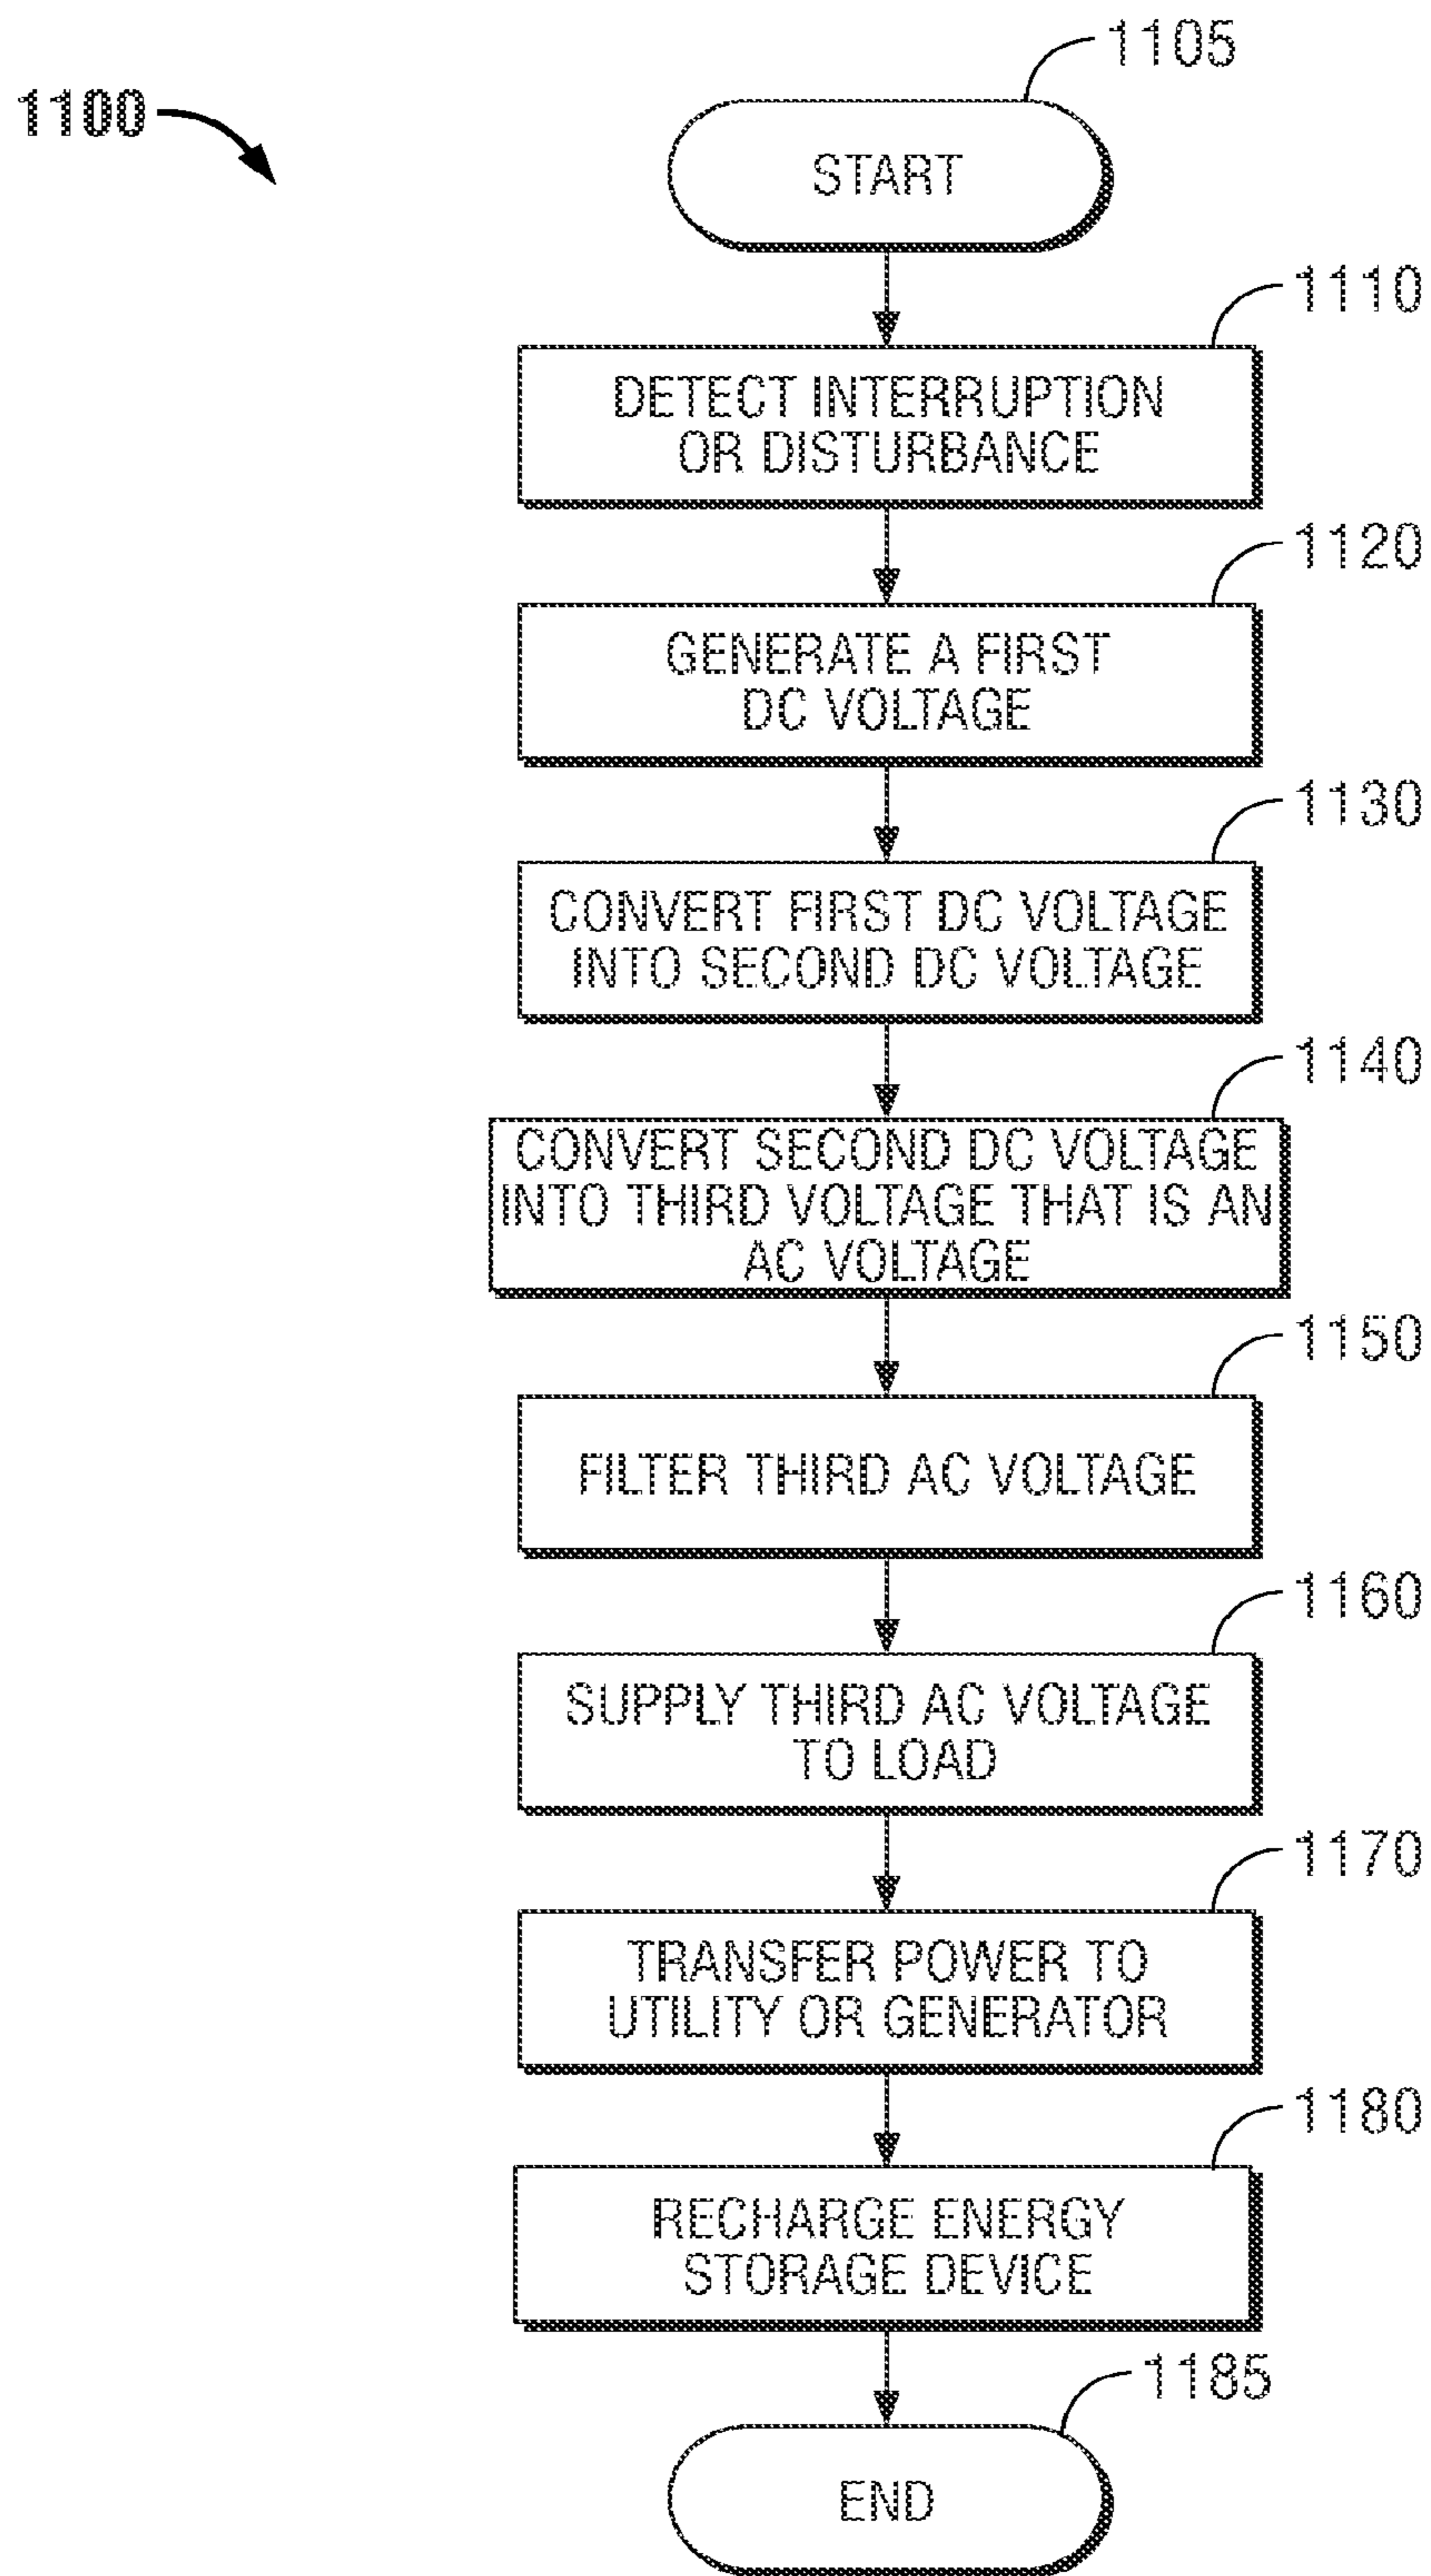 1105
1100
START
1110
DETECT INTERRUPTION
OR DISTURBANCE
1120
GENERATE A FIRST
DC VOLTAGE
1130
CONVERT FIRST DC VOLTAGE
INTO SECOND DC VOLTAGE
1140
CONVERT SECOND DC VOLTAGE
INTO THIRD VOLTAGE THAT IS AN
AC VOLTAGE
1150
FILTER THIRD AC VOLTAGE
1160
SUPPLY THIRD AC VOLTAGE
TO LOAD
1170
TRANSFER POWER TO
UTILITY OR GENERATOR
1180
RECHARGE ENERGY
STORAGE DEVICE
1185
END